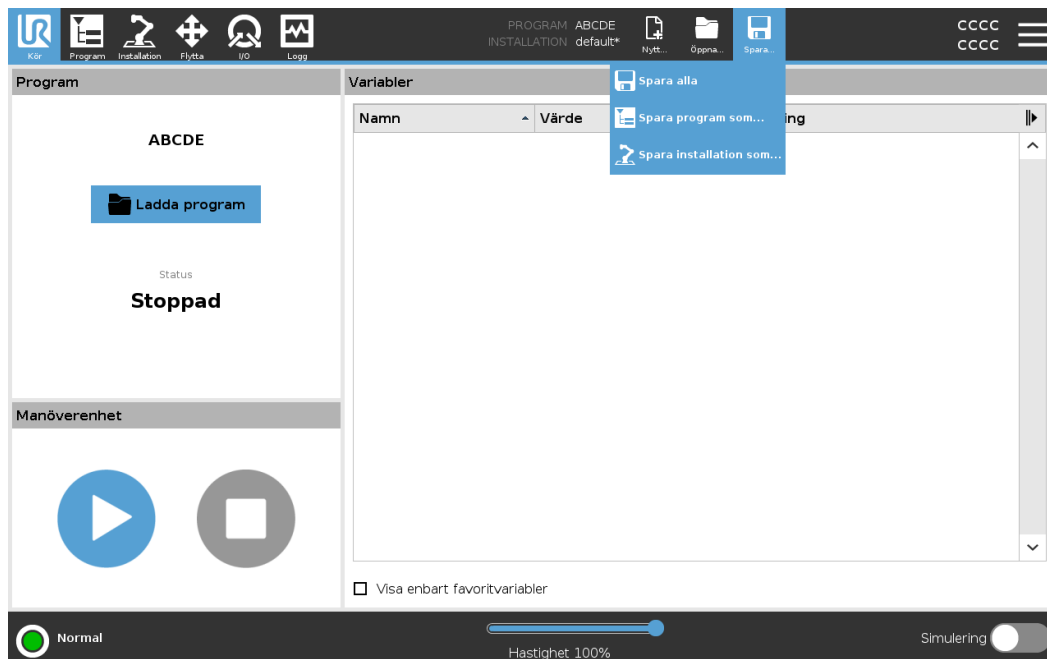 UR
Kör Program Installation Flytta I/O Logg
PROGRAM ABCDE
INSTALLATION default*
Nytt... Öppna... Spara...
CCCC
CCCC
Spara alla
Spara program som...
Spara installation som...
Program
ABCDE
Ladda program
Status
Stoppad
Manöverenhet
Variabler
Namn Värde ing
Visa enbart favoritvariabler
Normal
Hastighet 100%
Simulering